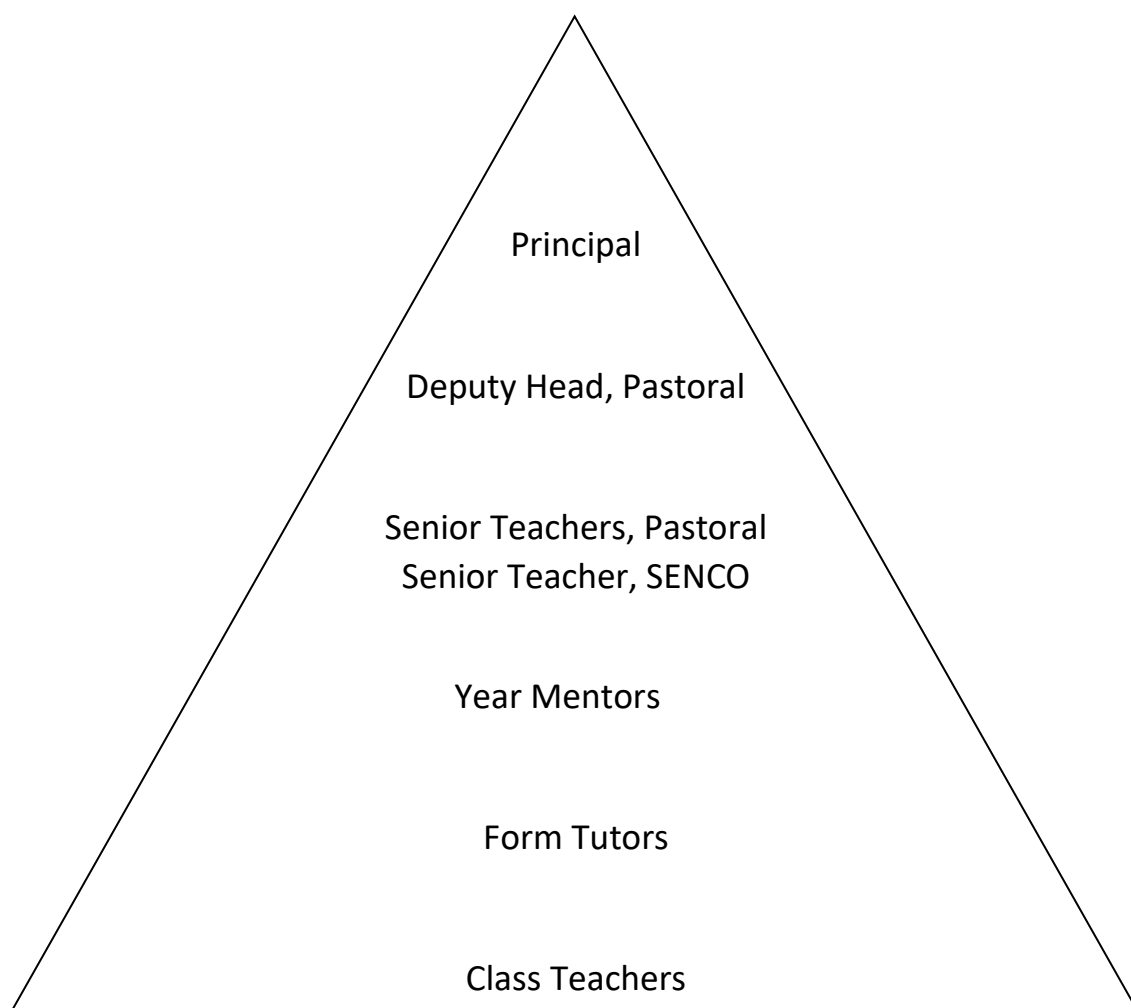 Principal
Deputy Head, Pastoral
Senior Teachers, Pastoral
Senior Teacher, SENCO
Year Mentors
Form Tutors
Class Teachers